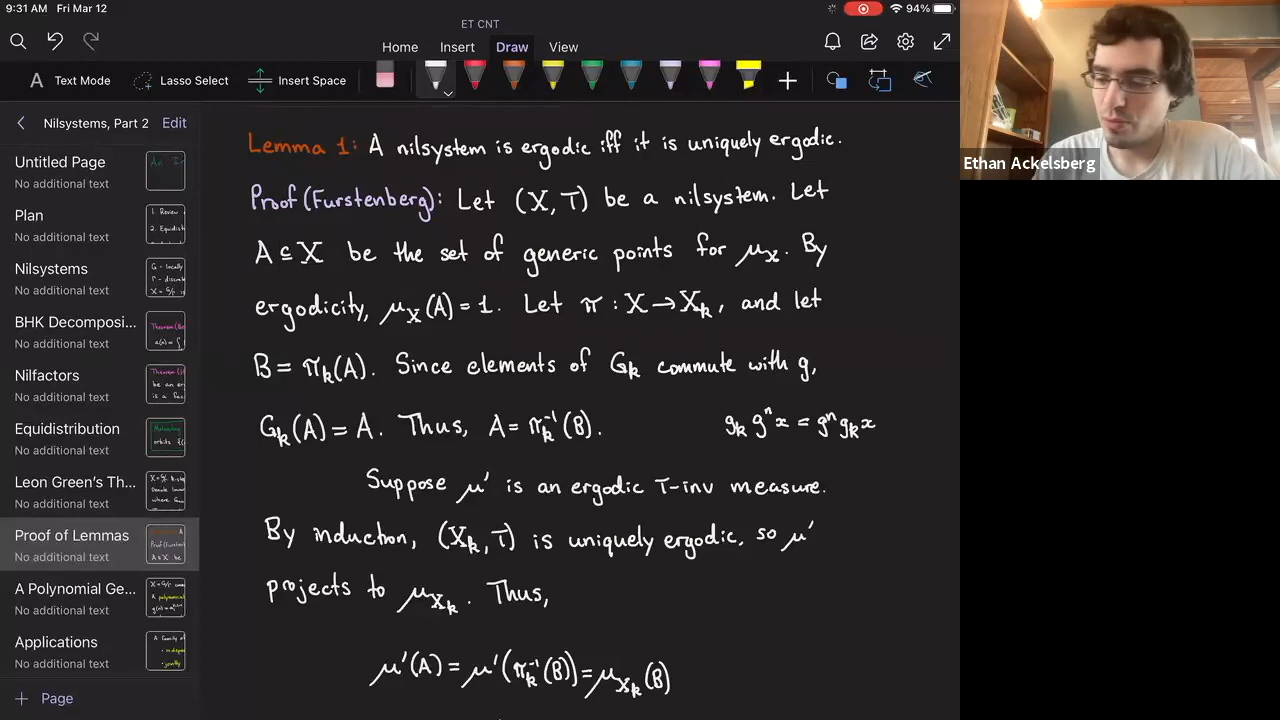 9:31 AM Fri Mar 12
94%
ET CNT
Home Insert Draw View
Text Mode Lasso Select Insert Space
Nilsystems, Part 2 Edit
Untitled Page
No additional text
Plan
No additional text
Nilsystems
No additional text
BHK Decomposi...
No additional text
Nilfactors
No additional text
Equidistribution
No additional text
Leon Green's Th...
No additional text
Proof of Lemmas
No additional text
A Polynomial Ge...
No additional text
Applications
No additional text
Page
Lemma 1: A nilsystem is ergodic iff it is uniquely ergodic.
Proof (Furstenberg): Let (X, T) be a nilsystem. Let
A ⊆ X be the set of generic points for μ_X. By
ergodicity, μ_X(A) = 1. Let π : X → X_k, and let
B = π_k(A). Since elements of G_k commute with g,
G_k(A) = A. Thus, A = π_k^{-1}(B). g_k g^n x = g^n g_k x
Suppose μ' is an ergodic T-inv measure.
By induction, (X_k, T) is uniquely ergodic, so μ'
projects to μ_{X_k}. Thus,
μ'(A) = μ'(π_k^{-1}(B)) = μ_{X_k}(B)
Ethan Ackelsberg